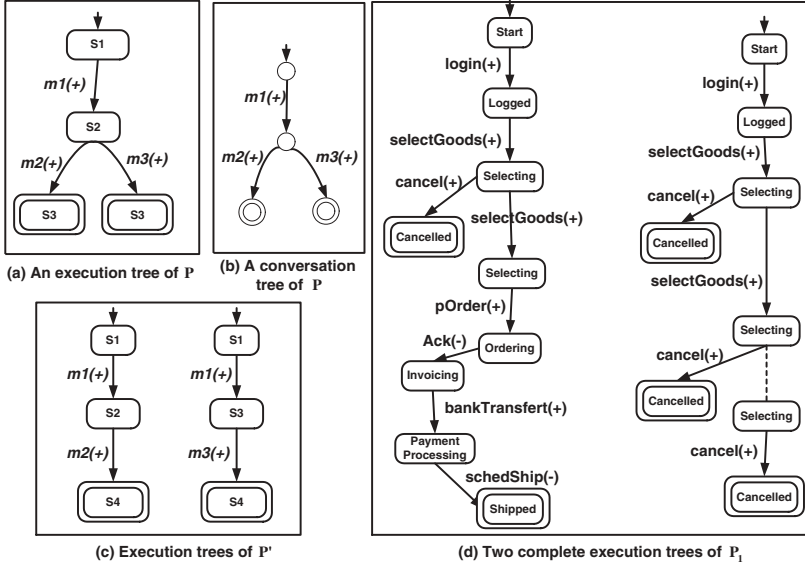 S1
m1(+)
S2
m2(+) m3(+)
S3 S3
(a) An execution tree of P
m1(+)
m2(+) m3(+)
(b) A conversation
tree of P
S1 S1
m1(+) m1(+)
S2 S3
m2(+) m3(+)
S4 S4
(c) Execution trees of P'
Start
login(+)
Logged
selectGoods(+)
cancel(+)
Selecting
Cancelled
selectGoods(+)
Selecting
pOrder(+)
Ack(-)
Ordering
Invoicing
bankTransfert(+)
Payment
Processing
schedShip(-)
Shipped
Start
login(+)
Logged
selectGoods(+)
cancel(+)
Selecting
Cancelled
selectGoods(+)
Selecting
cancel(+)
Cancelled
Selecting
cancel(+)
Cancelled
(d) Two complete execution trees of P1